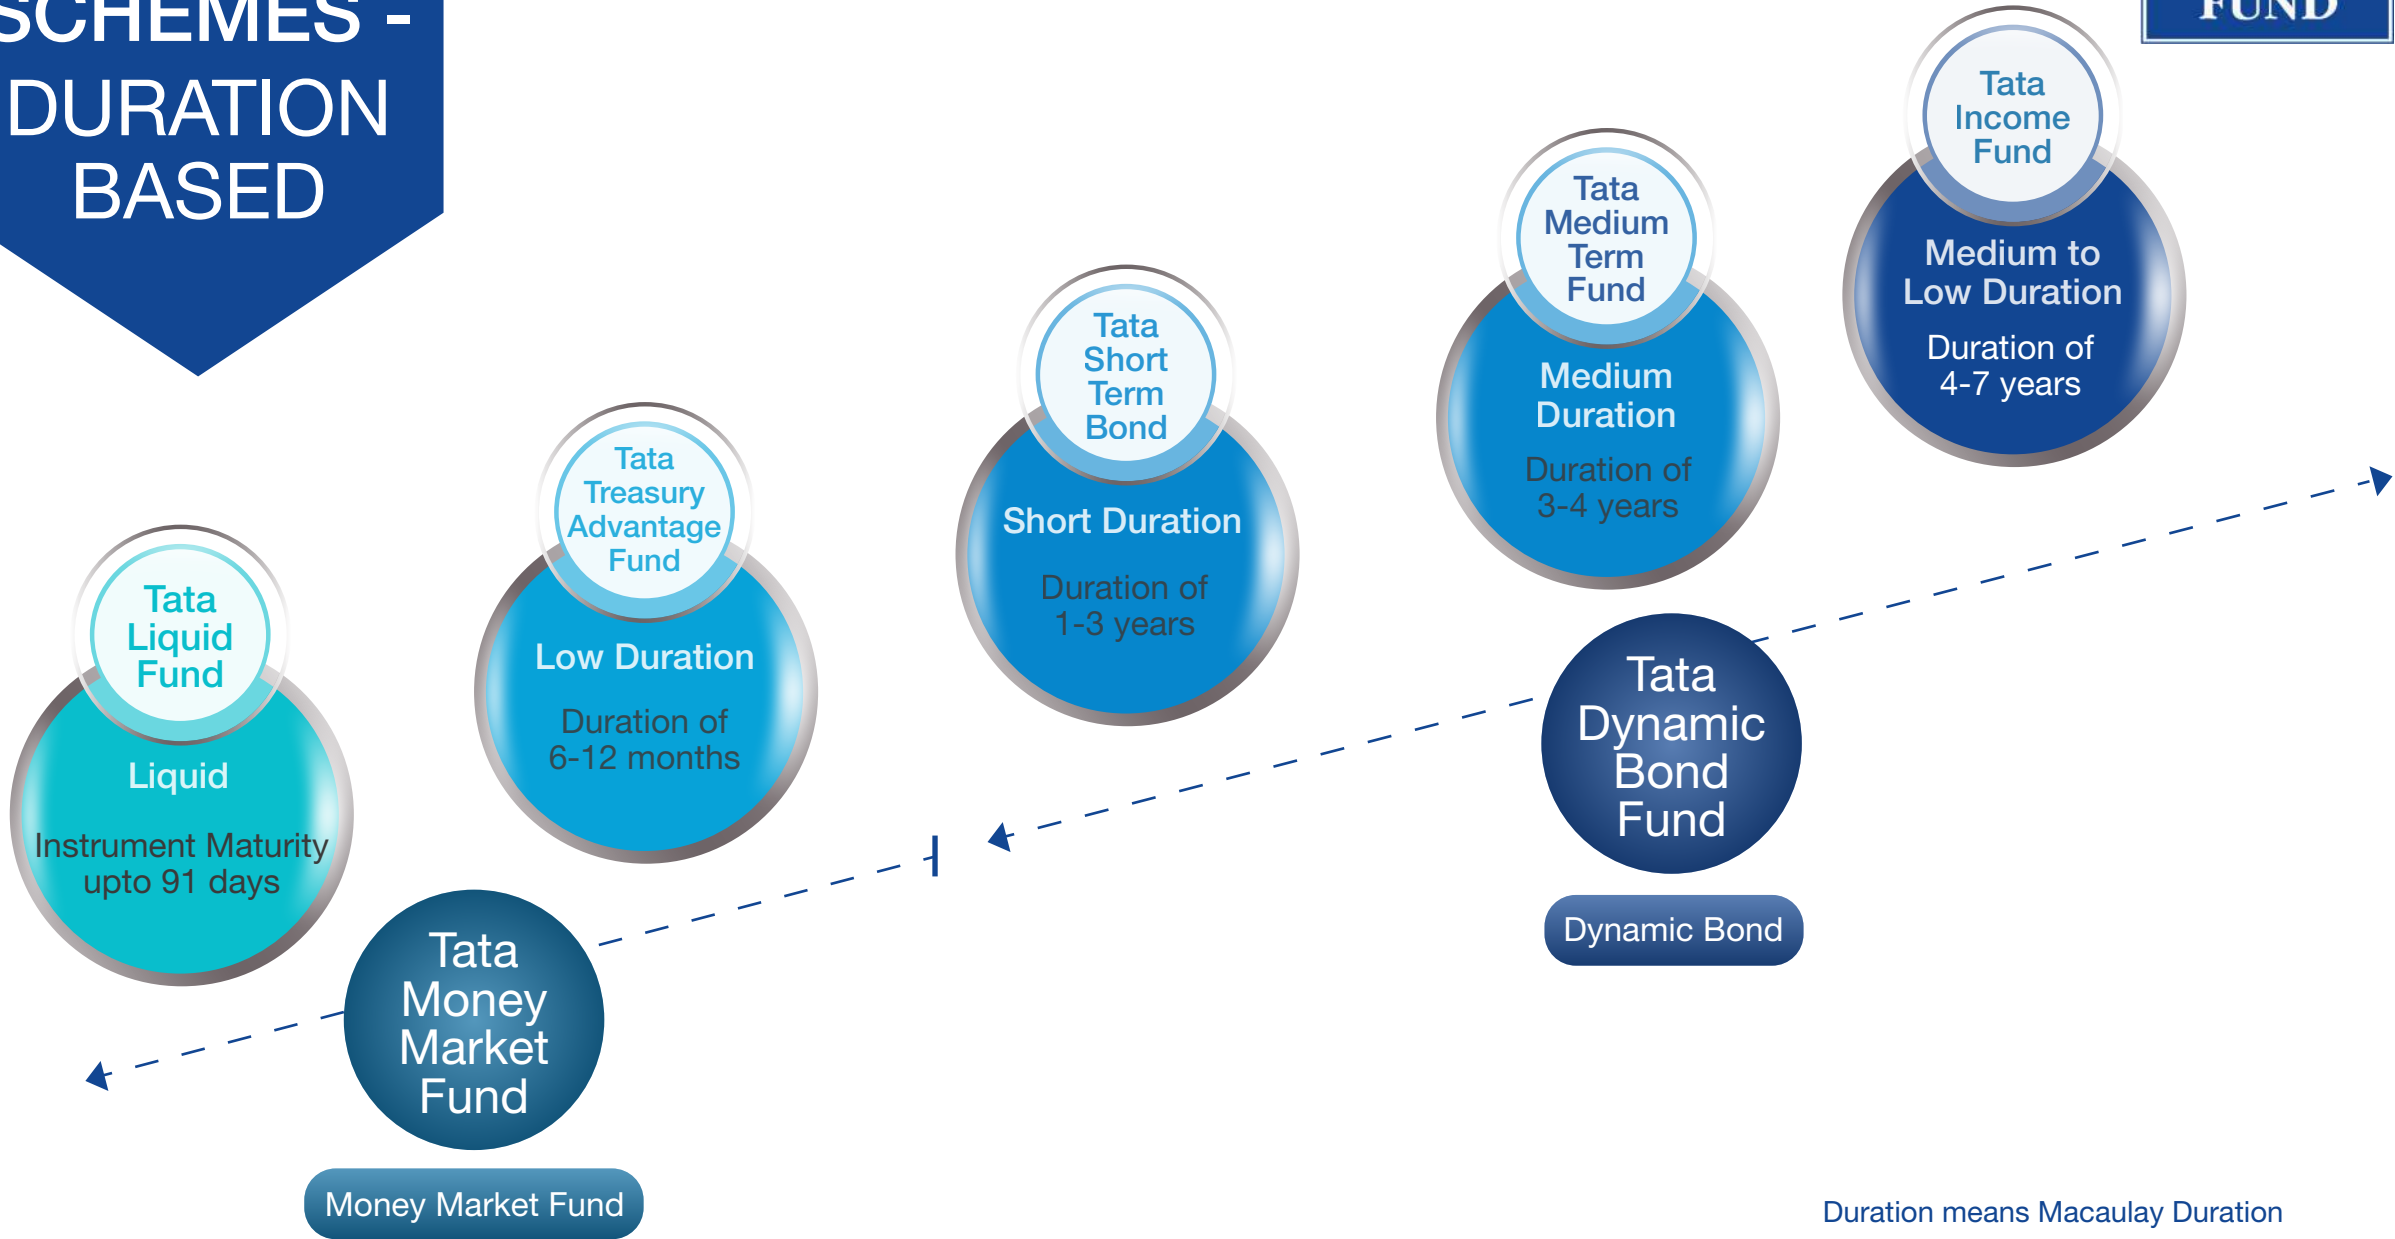 SCHEMES -
DURATION
BASED
FUND
Tata
Liquid
Fund
Liquid
Instrument Maturity
upto 91 days
Tata
Treasury
Advantage
Fund
Low Duration
Duration of
6-12 months
Tata
Short
Term
Bond
Short Duration
Duration of
1-3 years
Tata
Medium
Term
Fund
Medium
Duration
Duration of
3-4 years
Tata
Income
Fund
Medium to
Low Duration
Duration of
4-7 years
Tata
Money
Market
Fund
Money Market Fund
Tata
Dynamic
Bond
Fund
Dynamic Bond
Duration means Macaulay Duration